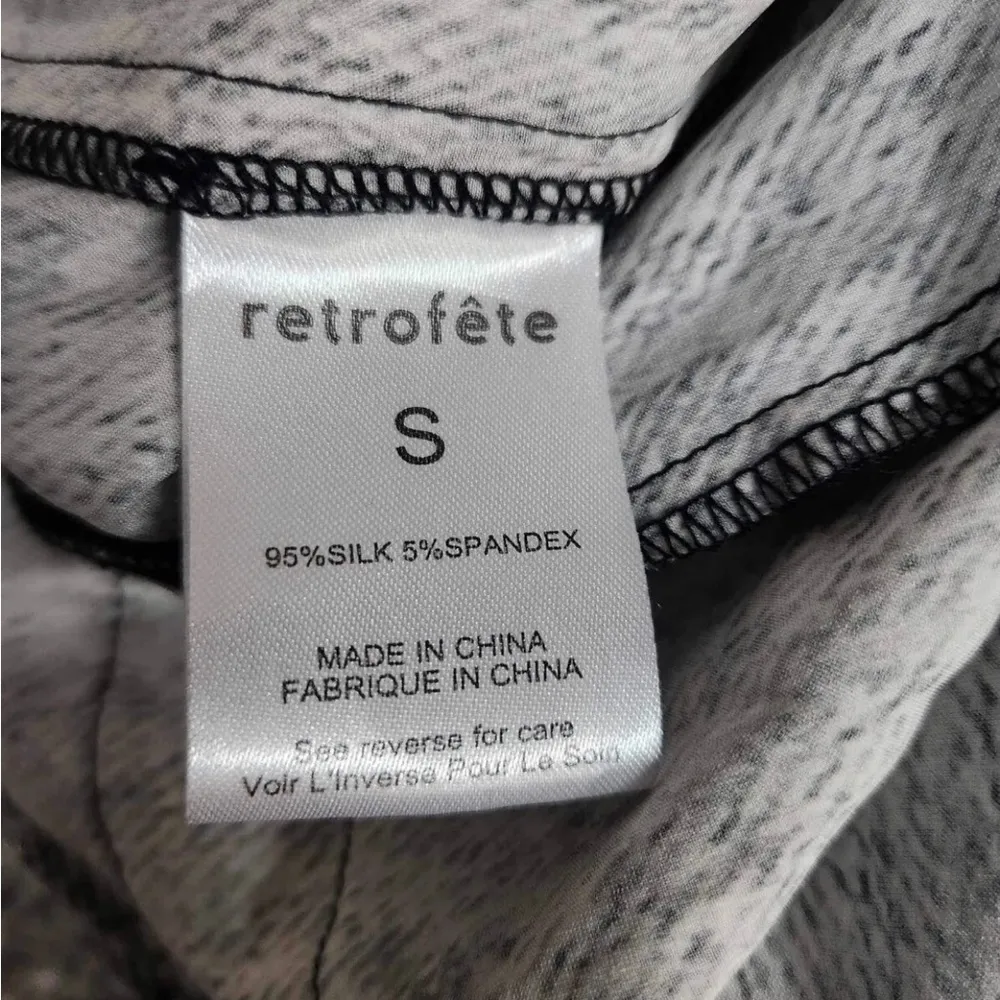 retrofête
S
95%SILK 5%SPANDEX
MADE IN CHINA
FABRIQUE IN CHINA
See reverse for care
Voir L'Inverse Pour Le Soin